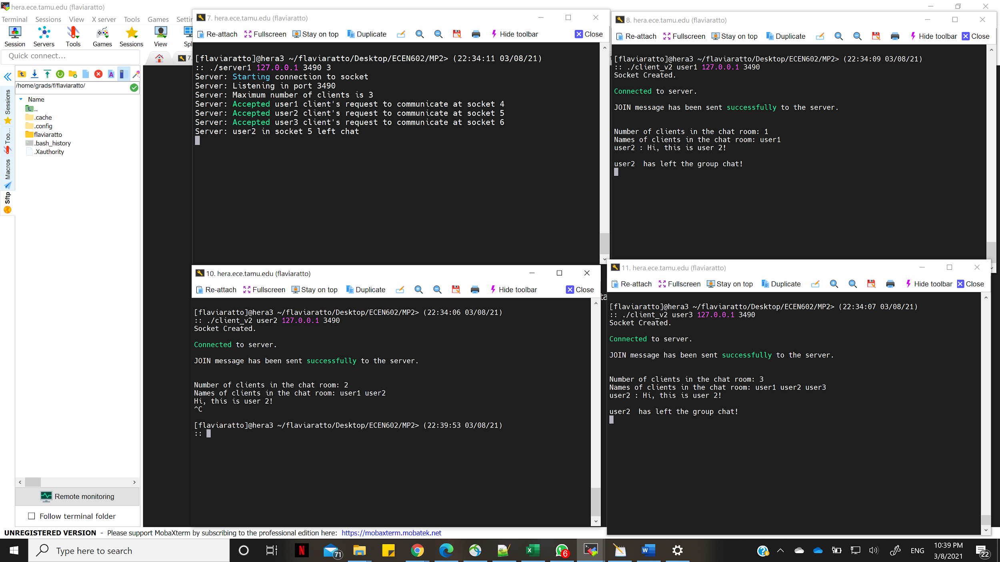 hera.ece.tamu.edu (flaviaratto)
Terminal Sessions View X server Tools Games Settin
Session Servers Tools Games Sessions View Spl
Quick connect...
7.
/home/grads/f/flaviaratto/
Name
..
.cache
.config
flaviaratto
.bash_history
.Xauthority
Sessions
Too...
Macros
Sftp
Remote monitoring
Follow terminal folder
7. hera.ece.tamu.edu (flaviaratto)
Re-attach Fullscreen Stay on top Duplicate Hide toolbar Close
[flaviaratto]@hera3 ~/flaviaratto/Desktop/ECEN602/MP2> (22:34:11 03/08/21)
:: ./server1 127.0.0.1 3490 3
Server: Starting connection to socket
Server: Listening in port 3490
Server: Maximum number of clients is 3
Server: Accepted user1 client's request to communicate at socket 4
Server: Accepted user2 client's request to communicate at socket 5
Server: Accepted user3 client's request to communicate at socket 6
Server: user2 in socket 5 left chat
8. hera.ece.tamu.edu (flaviaratto)
Re-attach Fullscreen Stay on top Duplicate Hide toolbar Close
[flaviaratto]@hera3 ~/flaviaratto/Desktop/ECEN602/MP2> (22:34:09 03/08/21)
:: ./client_v2 user1 127.0.0.1 3490
Socket Created.
Connected to server.
JOIN message has been sent successfully to the server.
Number of clients in the chat room: 1
Names of clients in the chat room: user1
user2 : Hi, this is user 2!
user2  has left the group chat!
10. hera.ece.tamu.edu (flaviaratto)
Re-attach Fullscreen Stay on top Duplicate Hide toolbar Close
[flaviaratto]@hera3 ~/flaviaratto/Desktop/ECEN602/MP2> (22:34:06 03/08/21)
:: ./client_v2 user2 127.0.0.1 3490
Socket Created.
Connected to server.
JOIN message has been sent successfully to the server.
Number of clients in the chat room: 2
Names of clients in the chat room: user1 user2
Hi, this is user 2!
^C
[flaviaratto]@hera3 ~/flaviaratto/Desktop/ECEN602/MP2> (22:39:53 03/08/21)
::
ta
11. hera.ece.tamu.edu (flaviaratto)
Re-attach Fullscreen Stay on top Duplicate Hide toolbar Close
[flaviaratto]@hera3 ~/flaviaratto/Desktop/ECEN602/MP2> (22:34:07 03/08/21)
:: ./client_v2 user3 127.0.0.1 3490
Socket Created.
Connected to server.
JOIN message has been sent successfully to the server.
Number of clients in the chat room: 3
Names of clients in the chat room: user1 user2 user3
user2 : Hi, this is user 2!
user2  has left the group chat!
UNREGISTERED VERSION - Please support MobaXterm by subscribing to the professional edition here: https://mobaxterm.mobatek.net
Type here to search
71
6
ENG
10:39 PM
3/8/2021
22